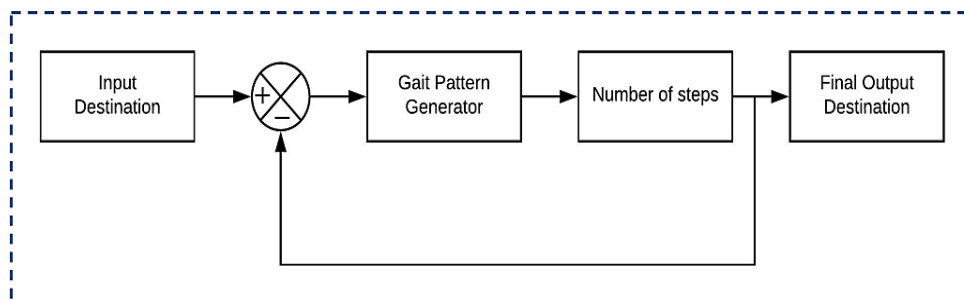 Input
Destination
+
−
Gait Pattern
Generator
Number of steps
Final Output
Destination